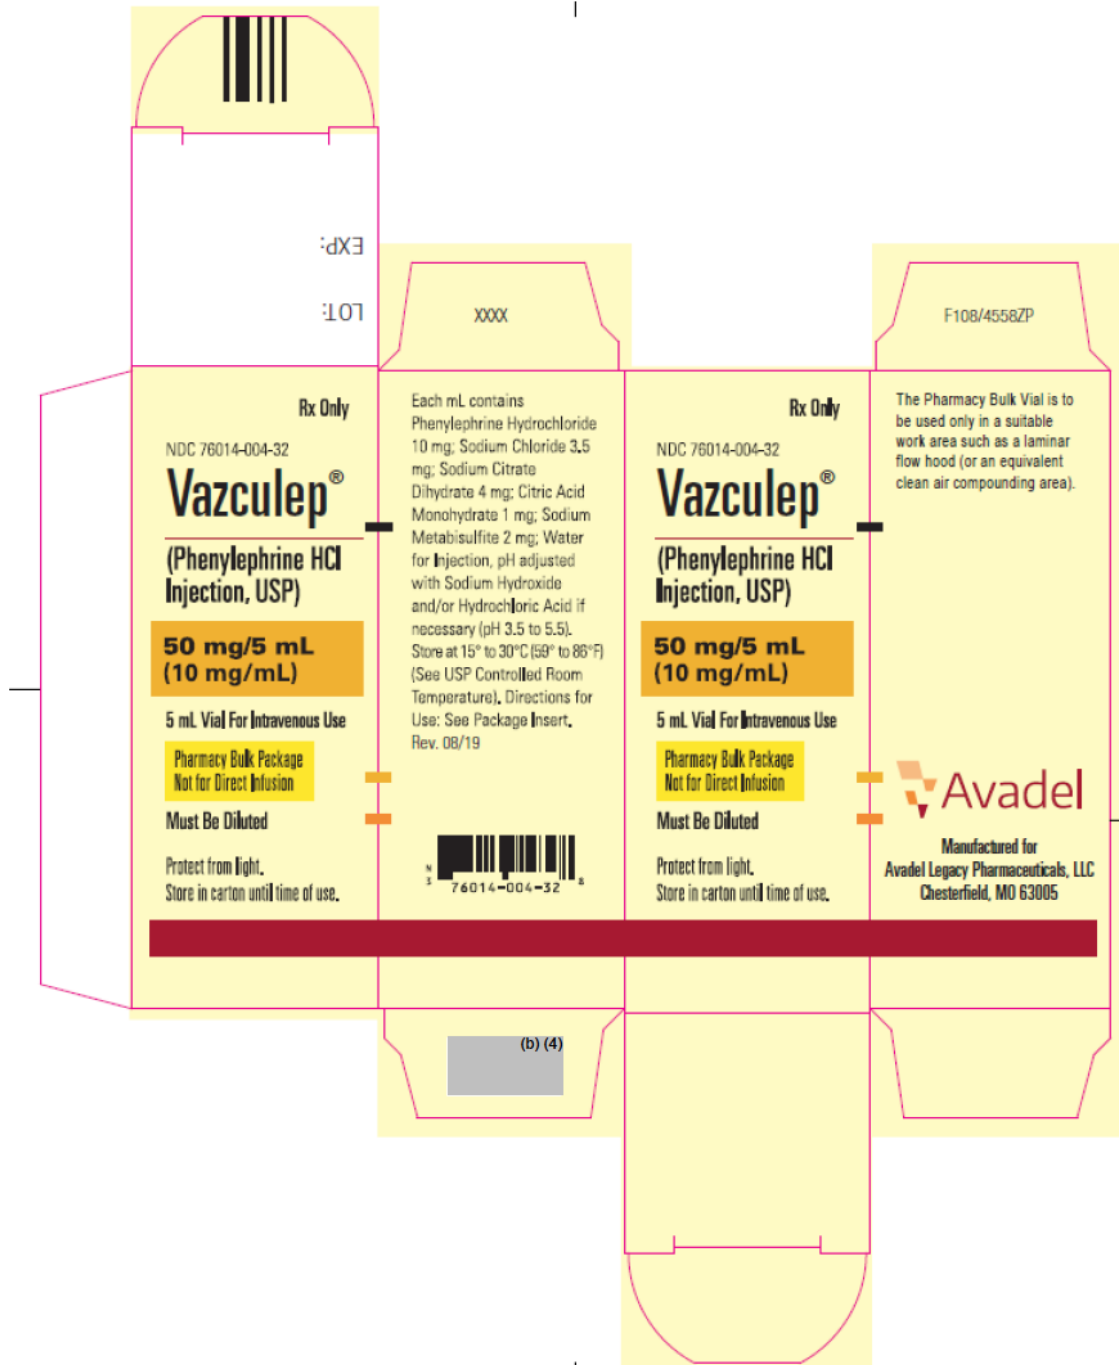 EXP:
LOT:
XXXX
F108/4558ZP
Rx Only
NDC 76014-004-32
Vazculep®
(Phenylephrine HCl
Injection, USP)
50 mg/5 mL
(10 mg/mL)
5 mL Vial For Intravenous Use
Pharmacy Bulk Package
Not for Direct Infusion
Must Be Diluted
Protect from light.
Store in carton until time of use.
Each mL contains
Phenylephrine Hydrochloride
10 mg; Sodium Chloride 3.5
mg; Sodium Citrate
Dihydrate 4 mg; Citric Acid
Monohydrate 1 mg; Sodium
Metabisulfite 2 mg; Water
for Injection, pH adjusted
with Sodium Hydroxide
and/or Hydrochloric Acid if
necessary (pH 3.5 to 5.5).
Store at 15° to 30°C (59° to 86°F)
(See USP Controlled Room
Temperature). Directions for
Use: See Package Insert.
Rev. 08/19
N
3
76014-004-32
8
Rx Only
NDC 76014-004-32
Vazculep®
(Phenylephrine HCl
Injection, USP)
50 mg/5 mL
(10 mg/mL)
5 mL Vial For Intravenous Use
Pharmacy Bulk Package
Not for Direct Infusion
Must Be Diluted
Protect from light.
Store in carton until time of use.
The Pharmacy Bulk Vial is to
be used only in a suitable
work area such as a laminar
flow hood (or an equivalent
clean air compounding area).
Avadel
Manufactured for
Avadel Legacy Pharmaceuticals, LLC
Chesterfield, MO 63005
(b) (4)